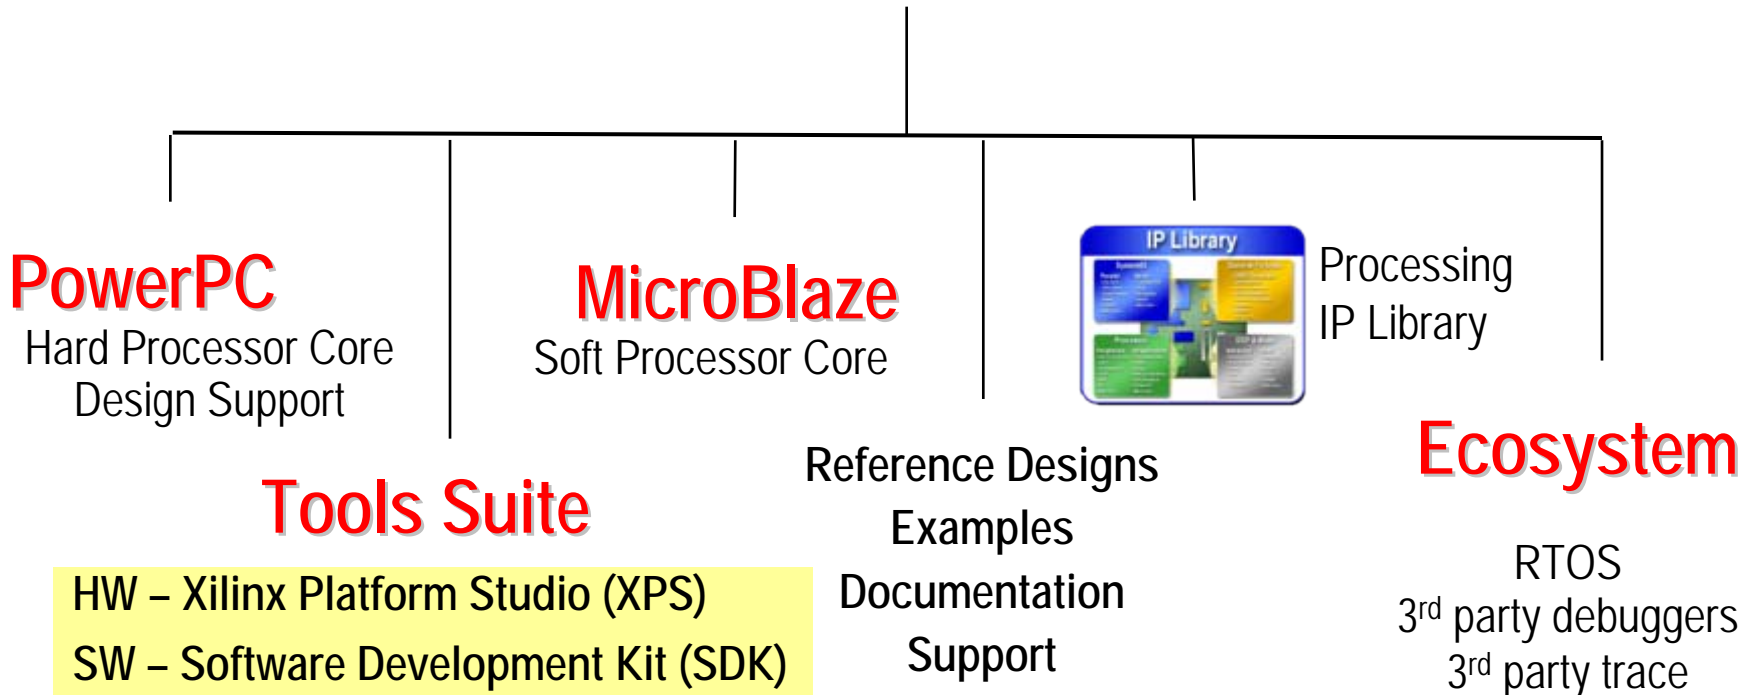 PowerPC
Hard Processor Core
Design Support
Tools Suite
HW – Xilinx Platform Studio (XPS)
SW – Software Development Kit (SDK)
MicroBlaze
Soft Processor Core
Reference Designs
Examples
Documentation
Support
IP Library
Processing
IP Library
Ecosystem
RTOS
3rd party debuggers
3rd party trace